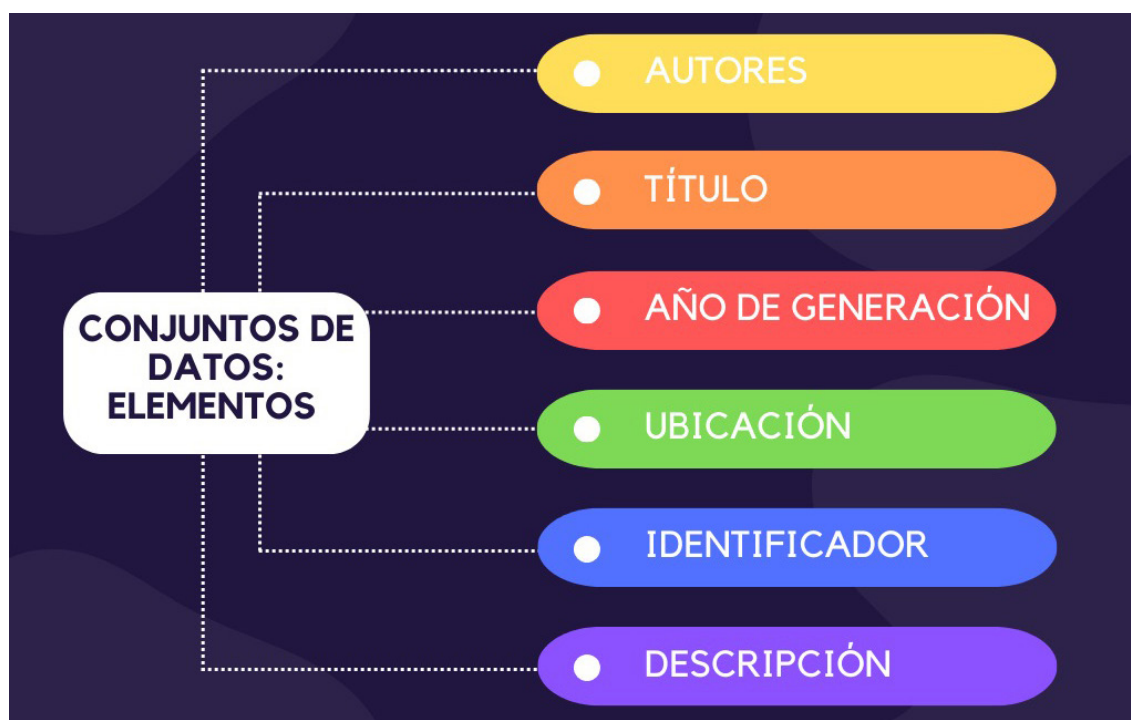 CONJUNTOS DE
DATOS:
ELEMENTOS
AUTORES
TÍTULO
AÑO DE GENERACIÓN
UBICACIÓN
IDENTIFICADOR
DESCRIPCIÓN